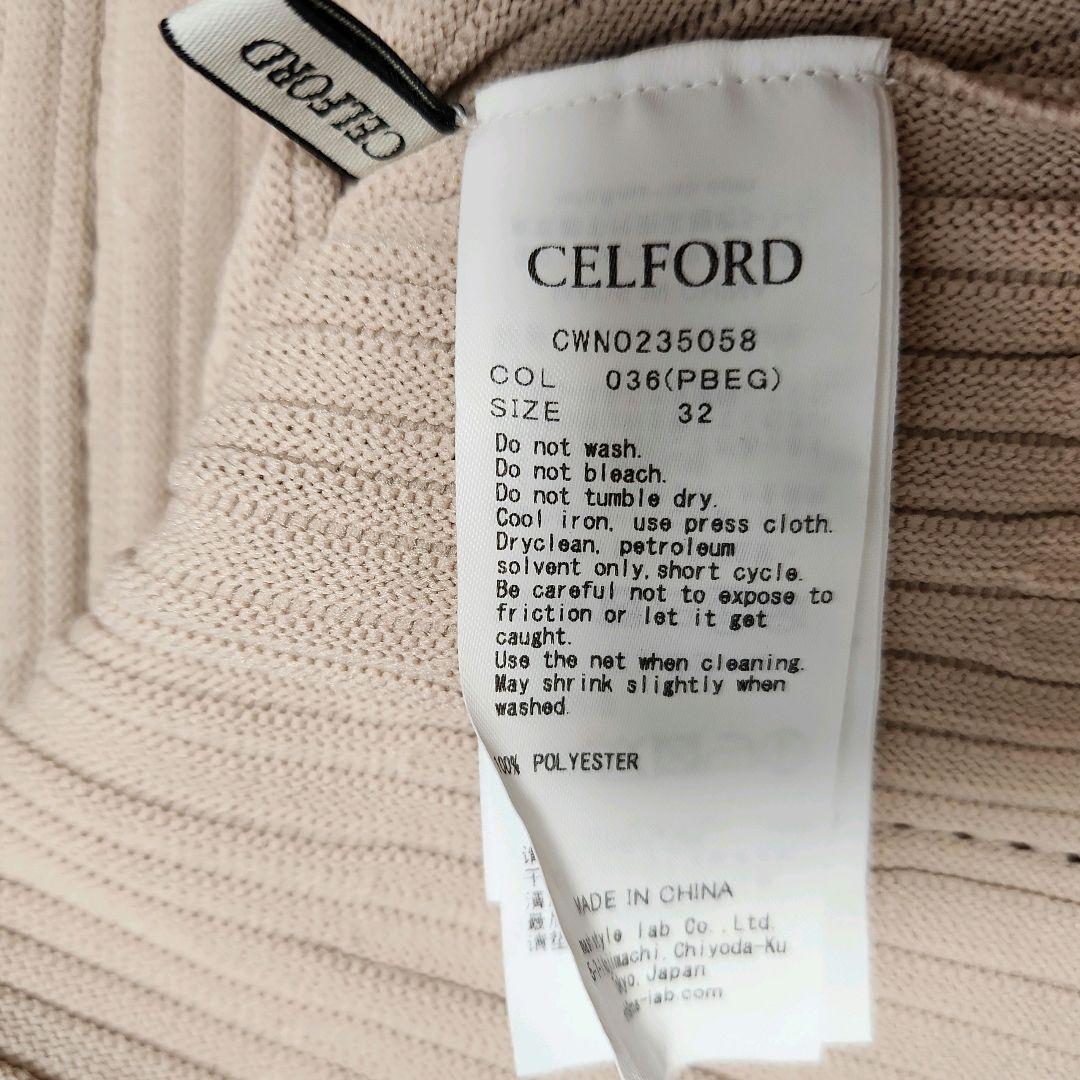 CELFORD
CELFORD
CWNO235058
COL 036(PBEG)
SIZE 32
Do not wash.
Do not bleach.
Do not tumble dry.
Cool iron, use press cloth.
Dryclean, petroleum
solvent only,short cycle.
Be careful not to expose to
friction or let it get
caught.
Use the net when cleaning.
May shrink slightly when
washed.
100% POLYESTER
MADE IN CHINA
lab Co.,Ltd.
Chiyoda-Ku
Japan